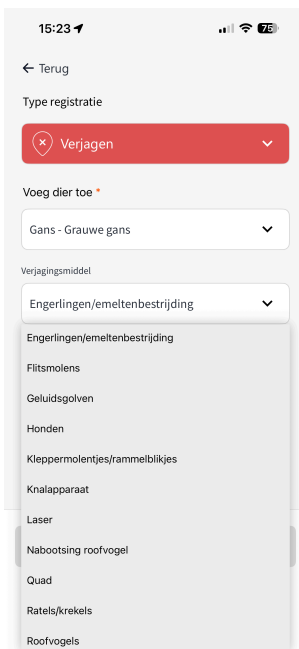 15:23
75
← Terug
Type registratie
Verjagen
Voeg dier toe *
Gans - Grauwe gans
Verjagingsmiddel
Engerlingen/emeltenbestrijding
Engerlingen/emeltenbestrijding
Flitsmolens
Geluidsgolven
Honden
Kleppermolentjes/rammelblikjes
Knalapparaat
Laser
Nabootsing roofvogel
Quad
Ratels/krekels
Roofvogels